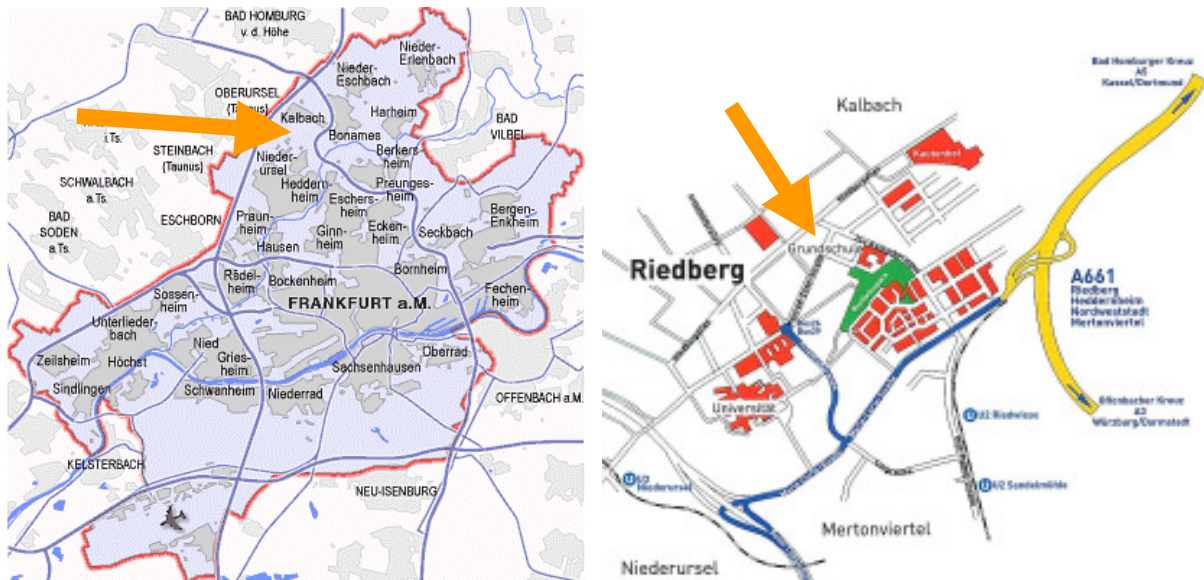 BAD HOMBURG
v. d. Höhe
Nieder-
Erlenbach
Nieder-
Eschbach
OBERURSEL
(Taunus)
Kalbach
Harheim
Bonames
BAD
VILBEL
i.Ts.
STEINBACH
(Taunus)
Nieder-
ursel
Berkers-
heim
SCHWALBACH
a.Ts.
Heddern-
heim
Preunges-
heim
Eschers-
heim
Bergen-
Enkheim
ESCHBORN
BAD
SODEN
a.Ts.
Praun-
heim
Ginn-
heim
Ecken-
heim
Seckbach
Hausen
Rädel-
heim
Bockenheim
Bornheim
Sossen-
heim
FRANKFURT a.M.
Fechen-
heim
Unterlieder-
bach
Nied
Zeilsheim
Höchst
Gries-
heim
Oberrad
Sachsenhausen
Sindlingen
Schwanheim
Niederrad
OFFENBACH a.M.
KELSTERBACH
NEU-ISENBURG
Bad Homburger Kreuz
A5
Kassel/Dortmund
Kalbach
Kautenhof
Grundschule
Riedberg
A661
Riedberg
Heddernheim
Nordweststadt
Mertonviertel
Universität
Offenbacher Kreuz
A3
Würzburg/Darmstadt
U U2 Riedwiese
U U3
Niederursel
U U2 Sandelmühle
Mertonviertel
Niederursel